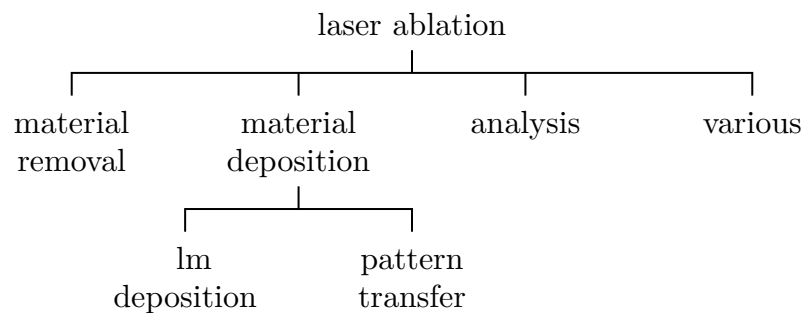 laser ablation
material
removal
material
deposition
analysis
various
lm
deposition
pattern
transfer